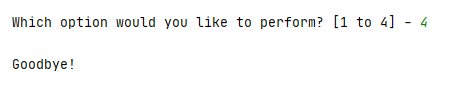 Which option would you like to perform? [1 to 4] - 4
Goodbye!